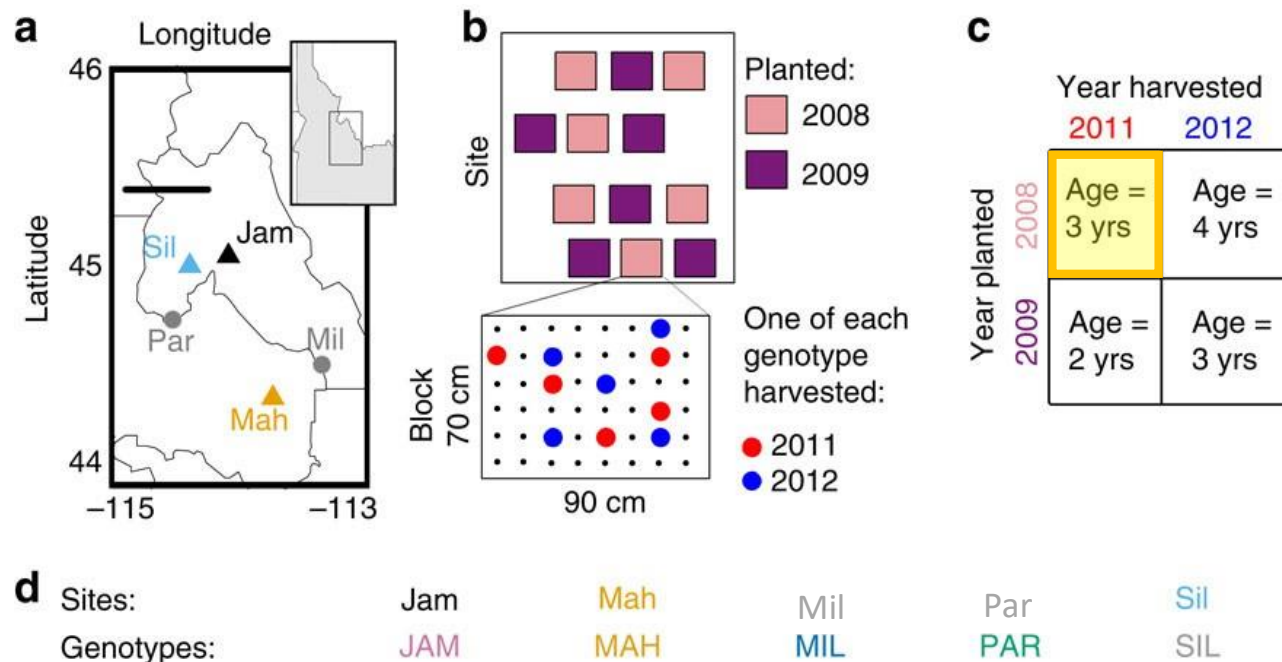 a
Longitude
46
45
44
Latitude
Sil
Jam
Par
Mil
Mah
–115
–113
b
Site
Planted:
2008
2009
Block
70 cm
90 cm
One of each
genotype
harvested:
2011
2012
c
Year harvested
2011 2012
Year planted
2008
2009
Age =
3 yrs
Age =
4 yrs
Age =
2 yrs
Age =
3 yrs
d
Sites: Jam Mah Mil Par Sil
Genotypes: JAM MAH MIL PAR SIL